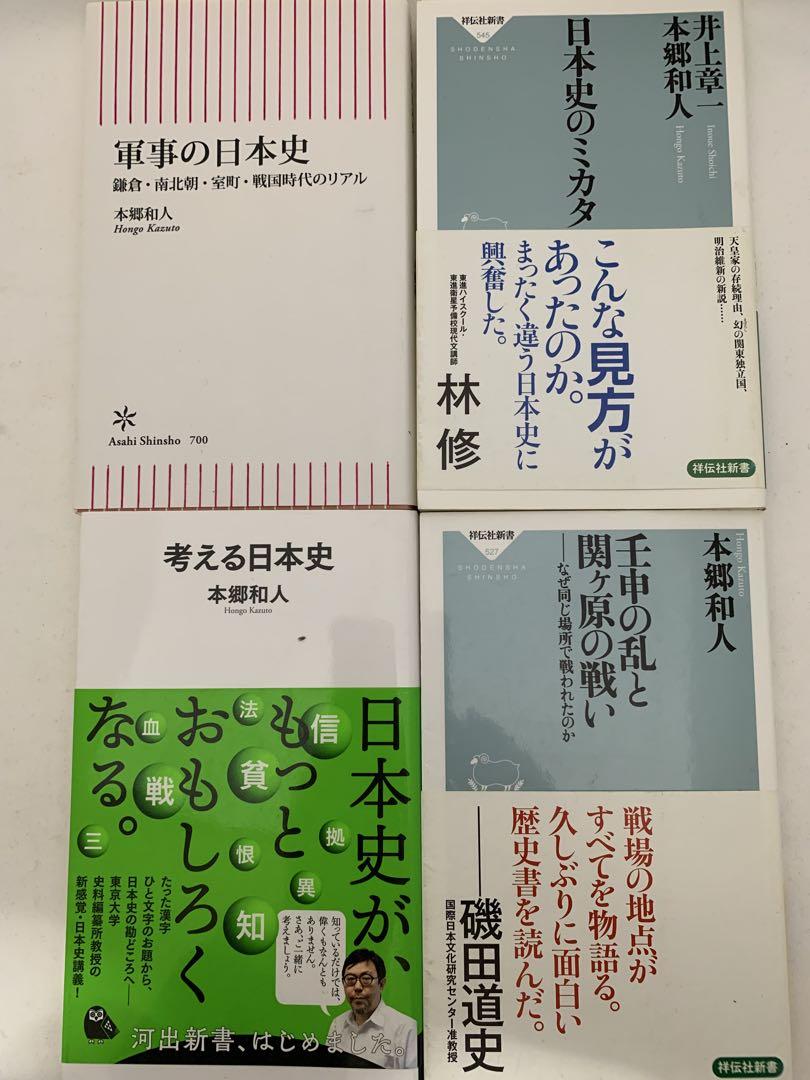 軍事の日本史
鎌倉・南北朝・室町・戦国時代のリアル
本郷和人
Hongo Kazuto
Asahi Shinsho 700
祥伝社新書
545
SHODENSHA
SHINSHO
井上章一
Inoue Shoichi
本郷和人
Hongo Kazuto
日本史のミカタ
天皇家の存続理由、幻の関東独立国、
明治維新の新説……
こんな見方が
あったのか。
まったく違う日本史に
興奮した。
東進ハイスクール・
東進衛星予備校現代文講師
林 修
祥伝社新書
考える日本史
本郷和人
Hongo Kazuto
日本史が、
もっと
おもしろく
なる。
信
法
血
貧
戦
拠
恨
三
異
知
たった漢字
ひと文字のお題から、
日本史の勘どころへ――
東京大学
史料編纂所教授の
新感覚・日本史講義!
知っているだけでは、
偉くもなんとも
ありません。
さあ、ご一緒に
考えましょう。
河出新書、はじめました。
祥伝社新書
527
SHODENSHA
SHINSHO
本郷和人
Hongo Kazuto
壬申の乱と
関ヶ原の戦い
――なぜ同じ場所で戦われたのか
戦場の地点が
すべてを物語る。
久しぶりに面白い
歴史書を読んだ。
――磯田道史
国際日本文化研究センター准教授
祥伝社新書